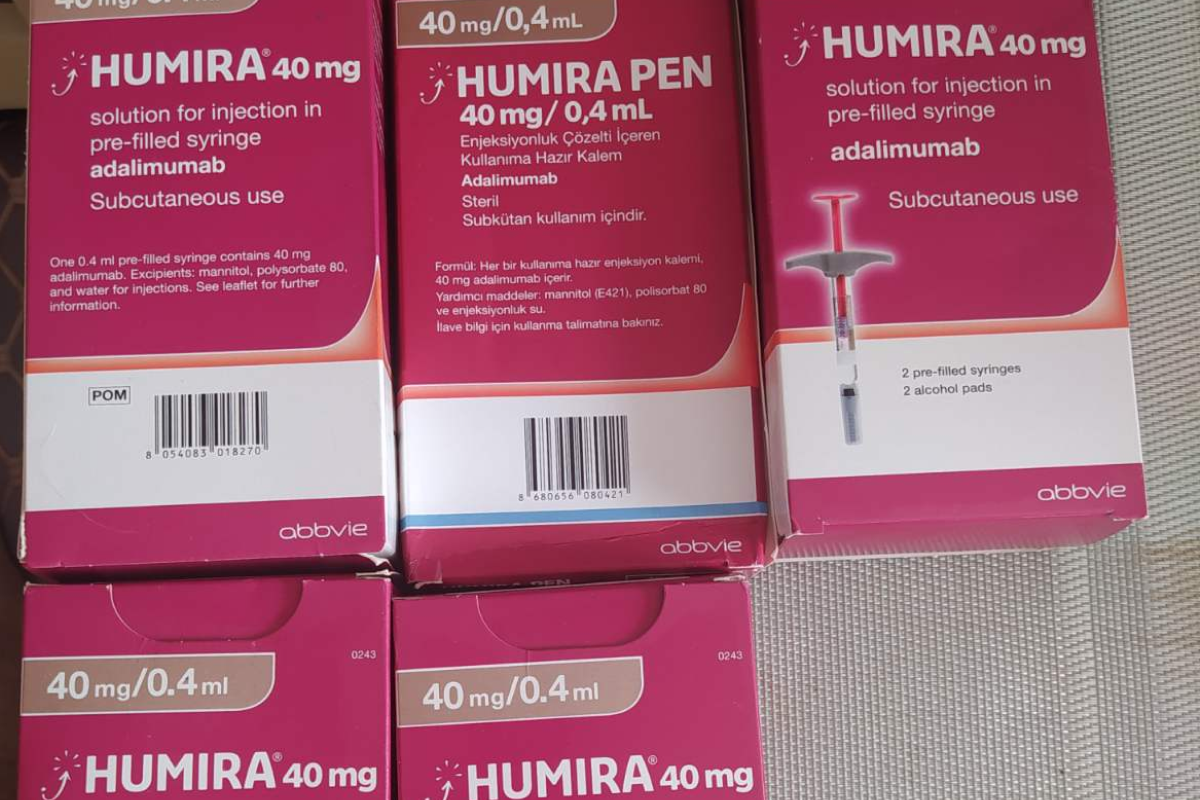 40 mg/0.4 ml
HUMIRA® 40 mg
solution for injection in
pre-filled syringe
adalimumab
Subcutaneous use
One 0.4 ml pre-filled syringe contains 40 mg
adalimumab. Excipients: mannitol, polysorbate 80,
and water for injections. See leaflet for further
information.
POM
8 054083 018270
abbvie
40 mg/0,4 mL
HUMIRA PEN
40 mg/ 0,4 mL
Enjeksiyonluk Çözelti İçeren
Kullanıma Hazır Kalem
Adalimumab
Steril
Subkütan kullanım içindir.
Formül: Her bir kullanıma hazır enjeksiyon kalemi,
40 mg adalimumab içerir.
Yardımcı maddeler: mannitol (E421), polisorbat 80
ve enjeksiyonluk su.
İlave bilgi için kullanma talimatına bakınız.
8 680656 080421
abbvie
HUMIRA® 40 mg
solution for injection in
pre-filled syringe
adalimumab
Subcutaneous use
2 pre-filled syringes
2 alcohol pads
abbvie
0243
40 mg/0.4 ml
HUMIRA® 40 mg
HUMIRA PEN
0243
40 mg/0.4 ml
HUMIRA® 40 mg